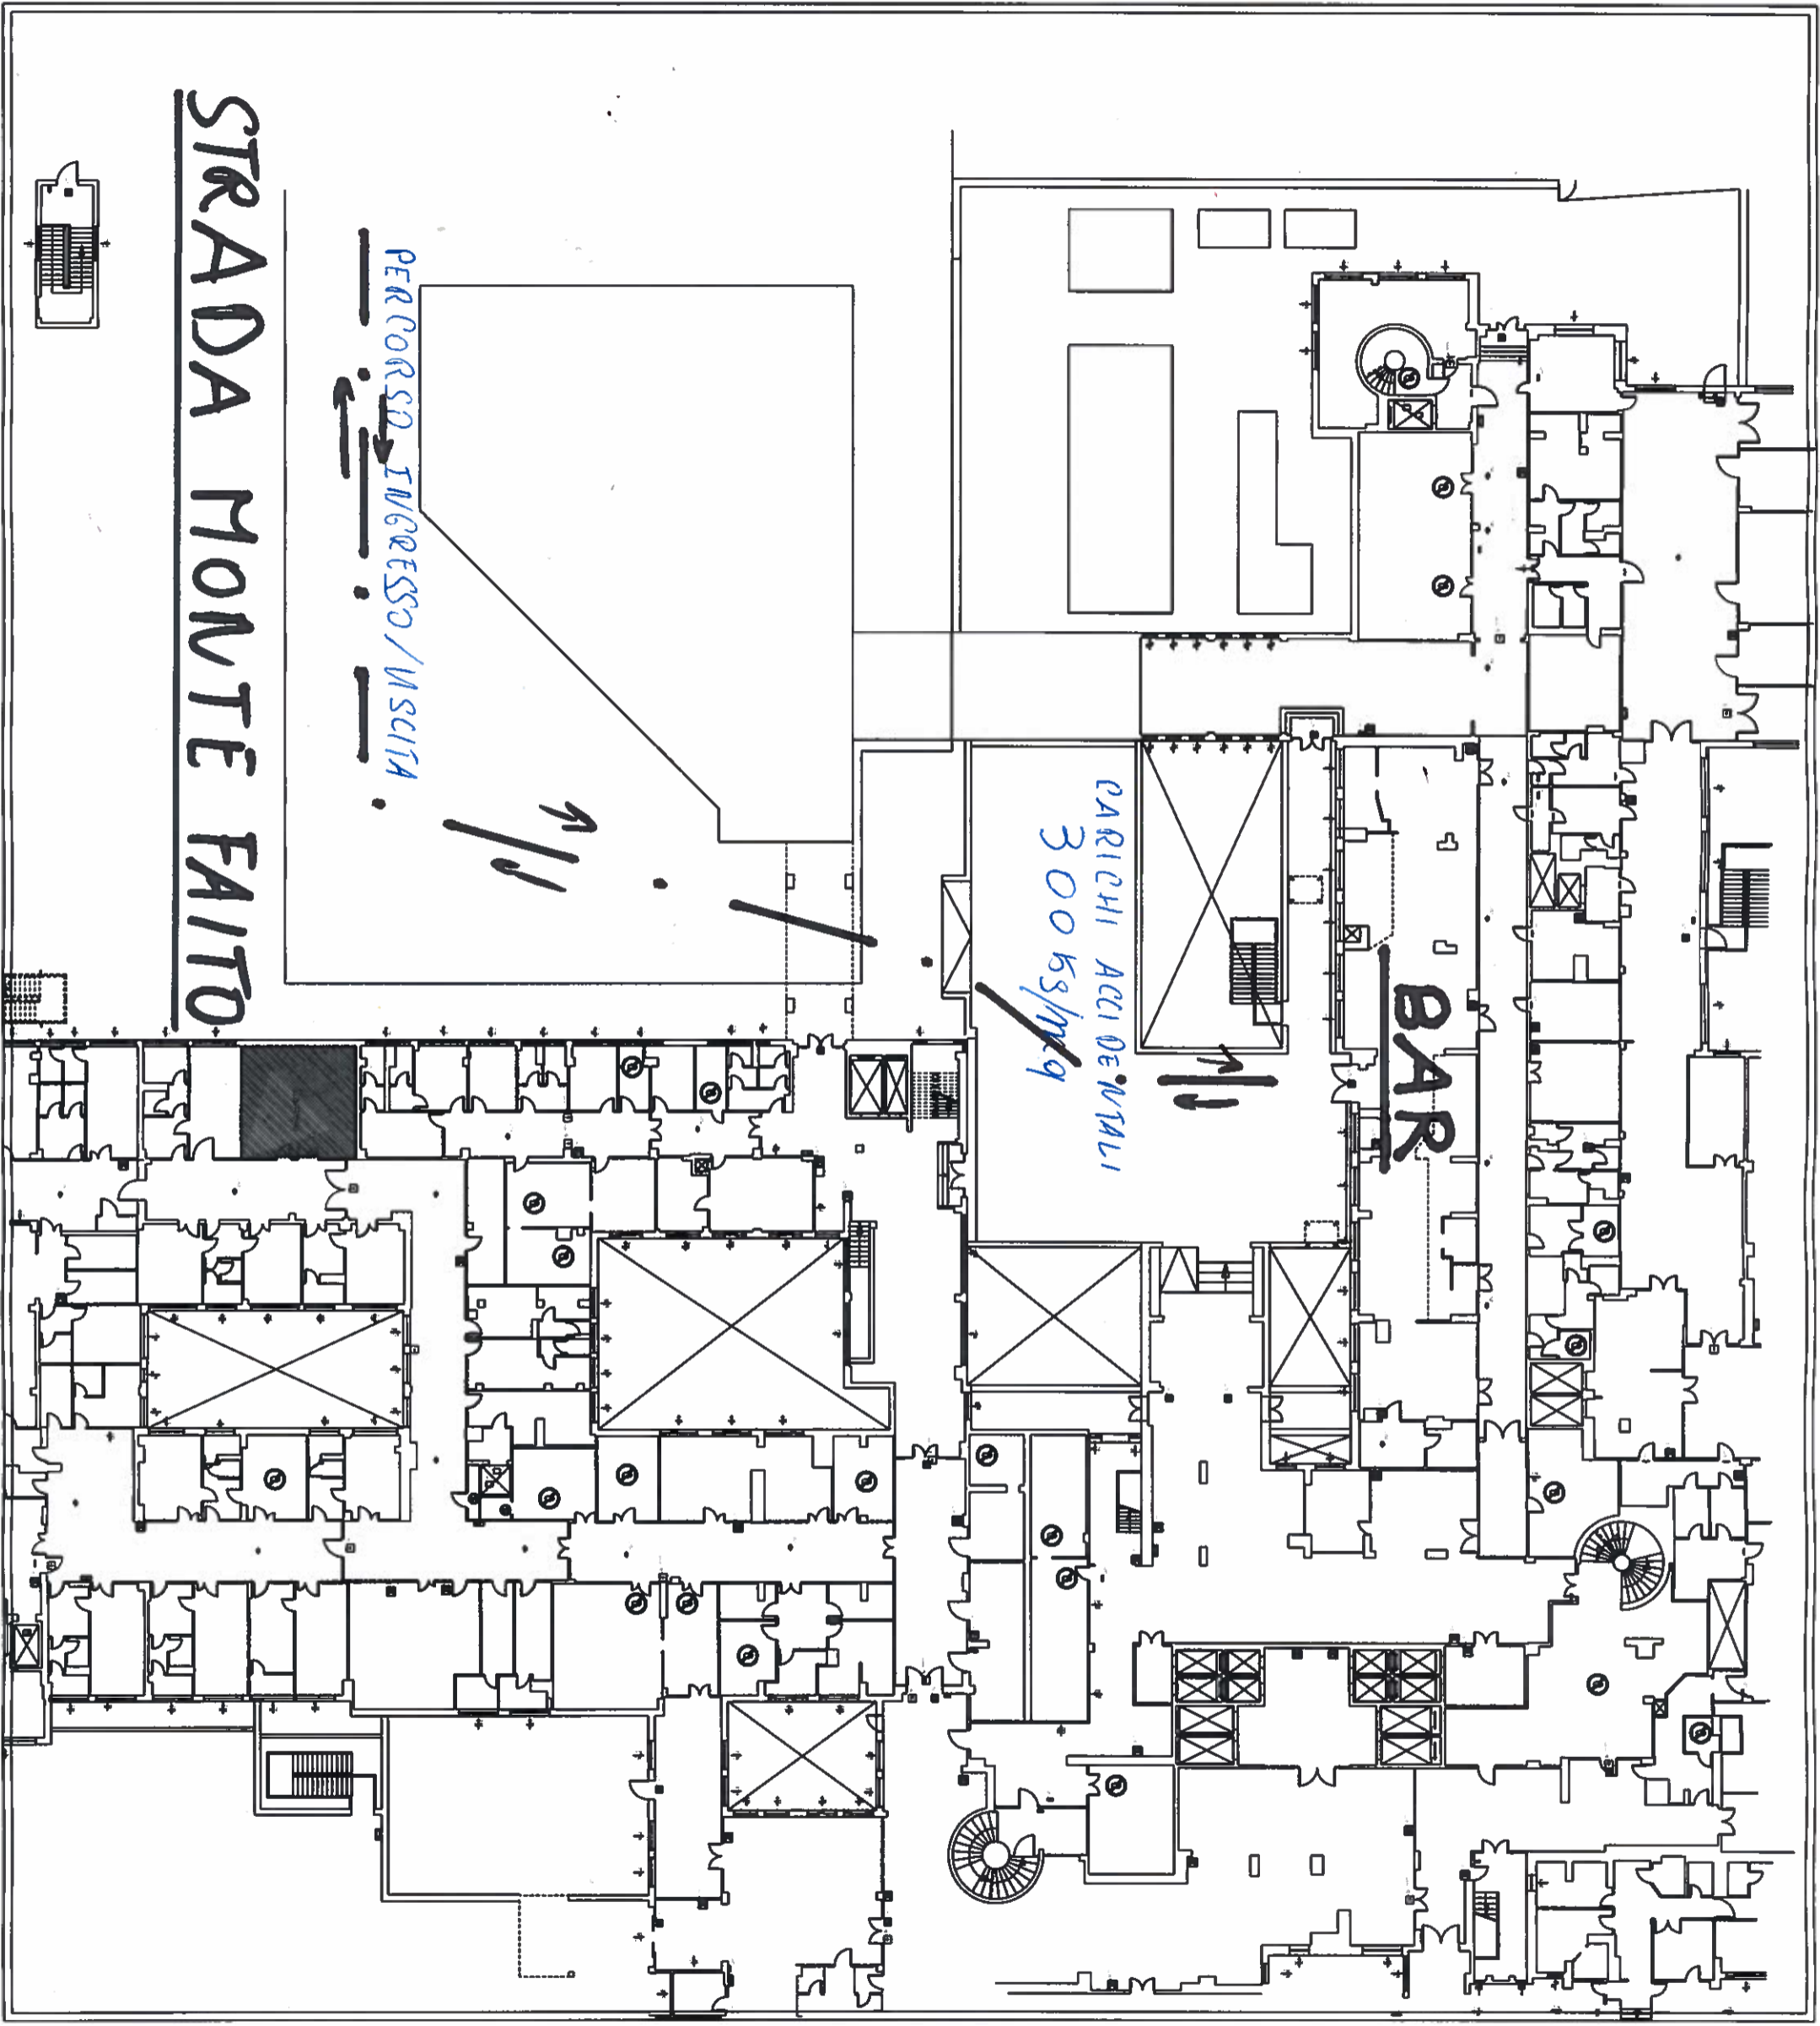 BAR
CARICHI ACCIDENTALI
300 kg/mq
PERCORSO INGRESSO/USCITA
STRADA MONTE FAITO